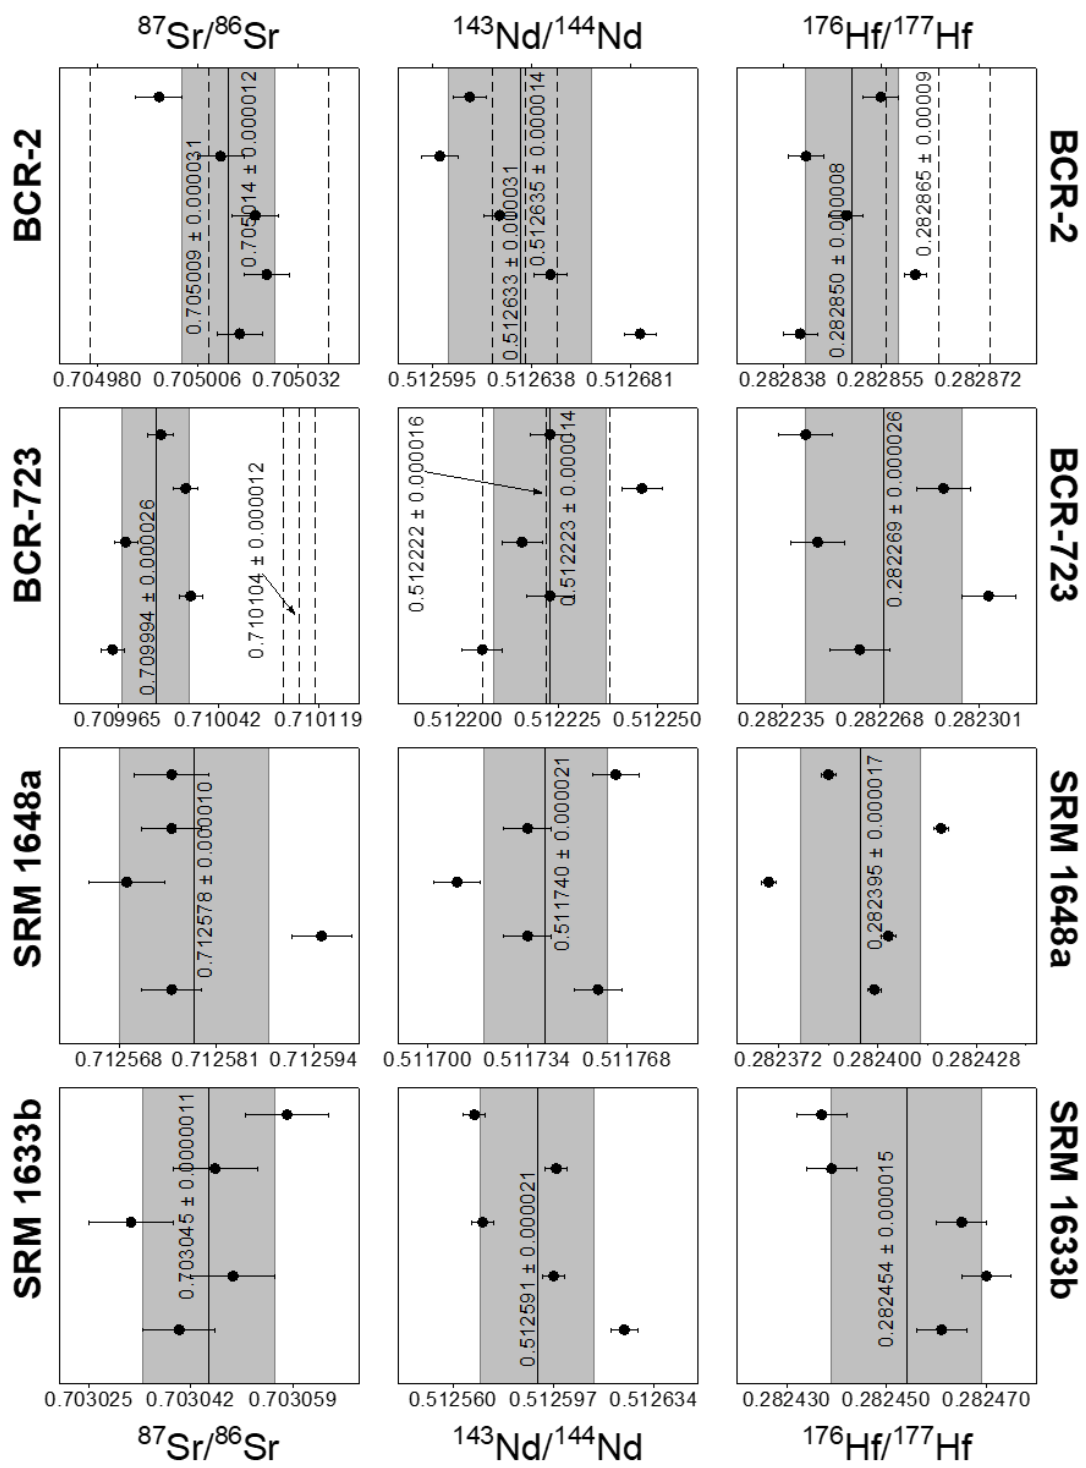 ⁸⁷Sr/⁸⁶Sr ¹⁴³Nd/¹⁴⁴Nd ¹⁷⁶Hf/¹⁷⁷Hf
BCR-2
0.705009 ± 0.000031
0.705014 ± 0.000012
0.512633 ± 0.000031
0.512635 ± 0.000014
0.282850 ± 0.000008
0.282865 ± 0.00009
BCR-2
0.704980 0.705006 0.705032 0.512595 0.512638 0.512681 0.282838 0.282855 0.282872
BCR-723
0.709994 ± 0.000026
0.710104 ± 0.000012
0.512222 ± 0.000016
0.512223 ± 0.000014
0.282269 ± 0.000026
BCR-723
0.709965 0.710042 0.710119 0.512200 0.512225 0.512250 0.282235 0.282268 0.282301
SRM 1648a
0.712578 ± 0.000010
0.511740 ± 0.000021
0.282395 ± 0.000017
SRM 1648a
0.712568 0.712581 0.712594 0.511700 0.511734 0.511768 0.282372 0.282400 0.282428
SRM 1633b
0.703045 ± 0.0000011
0.512591 ± 0.000021
0.282454 ± 0.000015
SRM 1633b
0.703025 0.703042 0.703059 0.512560 0.512597 0.512634 0.282430 0.282450 0.282470
⁸⁷Sr/⁸⁶Sr ¹⁴³Nd/¹⁴⁴Nd ¹⁷⁶Hf/¹⁷⁷Hf